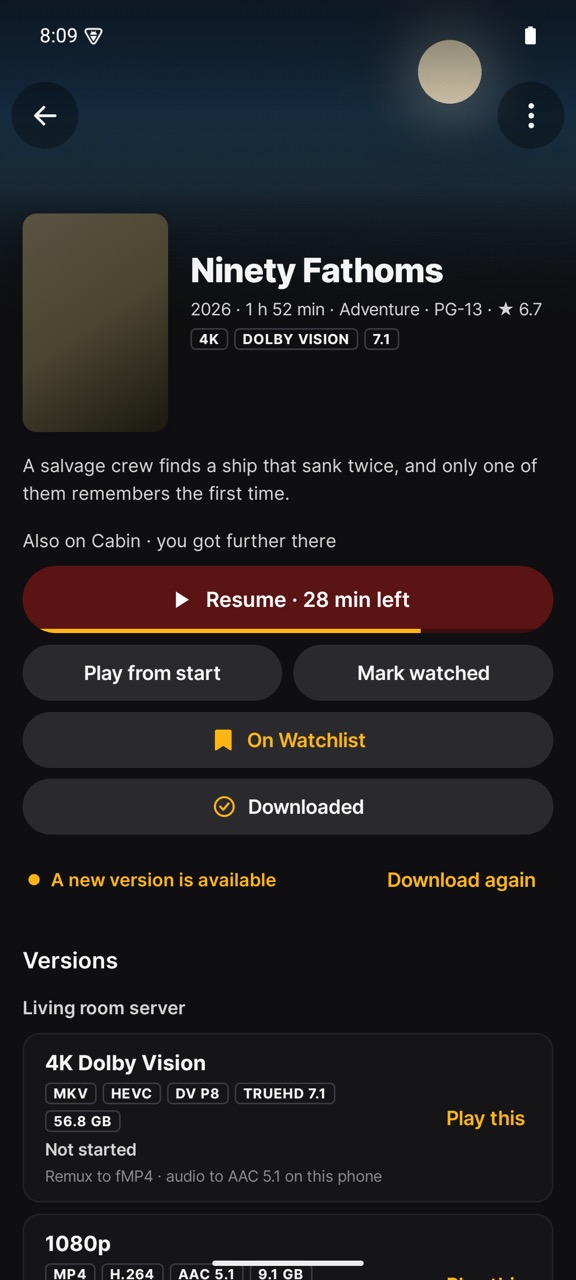 8:09
Ninety Fathoms
2026 · 1 h 52 min · Adventure · PG-13 · ★ 6.7
4K DOLBY VISION 7.1
A salvage crew finds a ship that sank twice, and only one of
them remembers the first time.
Also on Cabin · you got further there
Resume · 28 min left
Play from start Mark watched
On Watchlist
Downloaded
A new version is available Download again
Versions
Living room server
4K Dolby Vision
MKV HEVC DV P8 TRUEHD 7.1
56.8 GB
Play this
Not started
Remux to fMP4 · audio to AAC 5.1 on this phone
1080p
MP4 H.264 AAC 5.1 9.1 GB